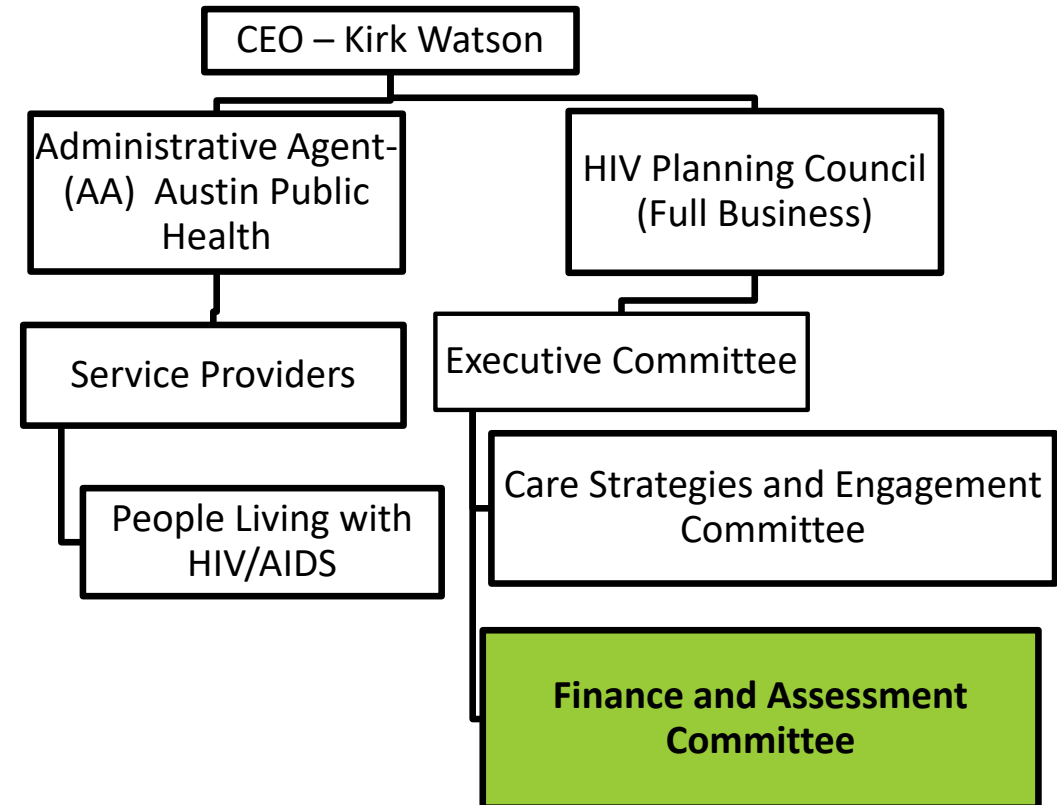 CEO – Kirk Watson
Administrative Agent-
(AA) Austin Public
Health
HIV Planning Council
(Full Business)
Service Providers
Executive Committee
People Living with
HIV/AIDS
Care Strategies and Engagement
Committee
Finance and Assessment
Committee